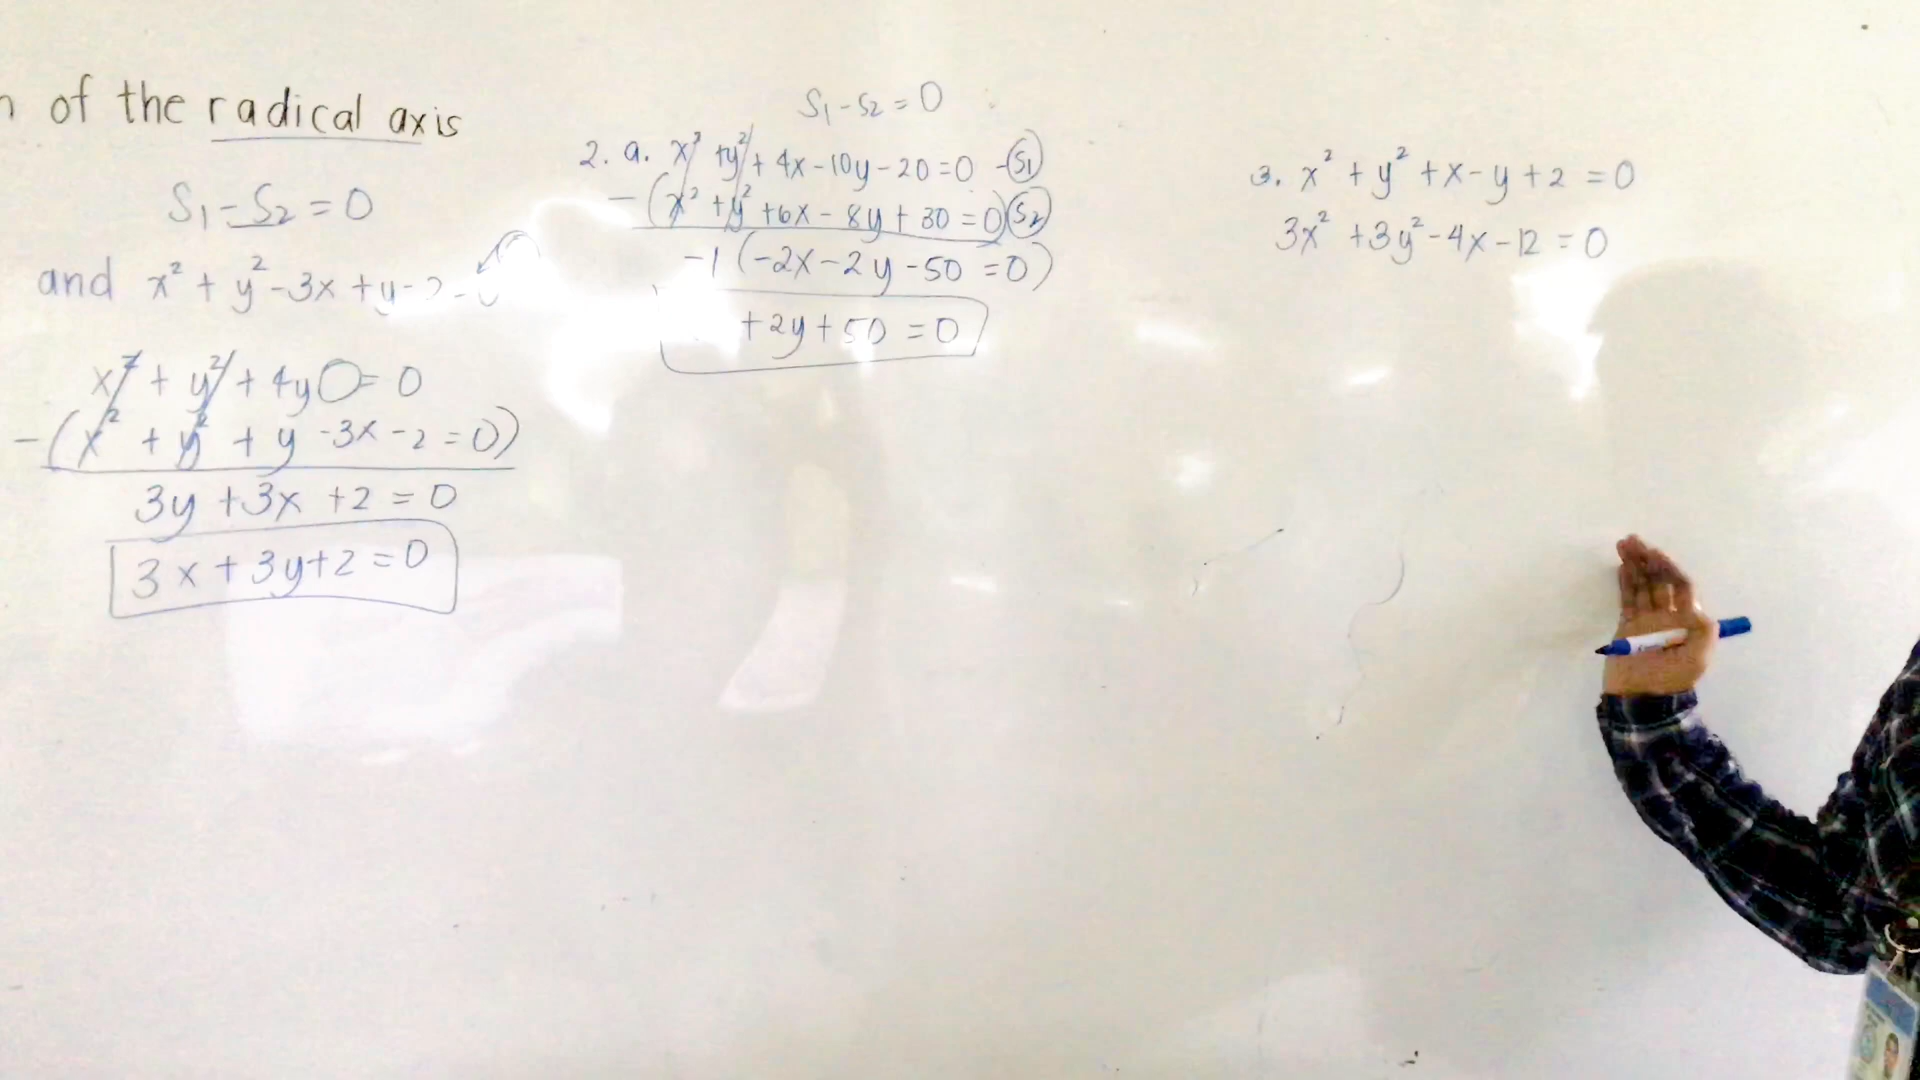 of the radical axis
S₁ - S₂ = 0
and x² + y² - 3x + y -
x² + y² + 4y = 0
-(x² + y² + y - 3x - 2 = 0)
3y + 3x + 2 = 0
3x + 3y + 2 = 0
S₁ - S₂ = 0
2. a. x² + y² + 4x - 10y - 20 = 0 - S₁
-(x² + y² + 6x - 8y + 30 = 0) S₂
-1 (-2x - 2y - 50 = 0)
+ 2y + 50 = 0
3. x² + y² + x - y + 2 = 0
3x² + 3y² - 4x - 12 = 0